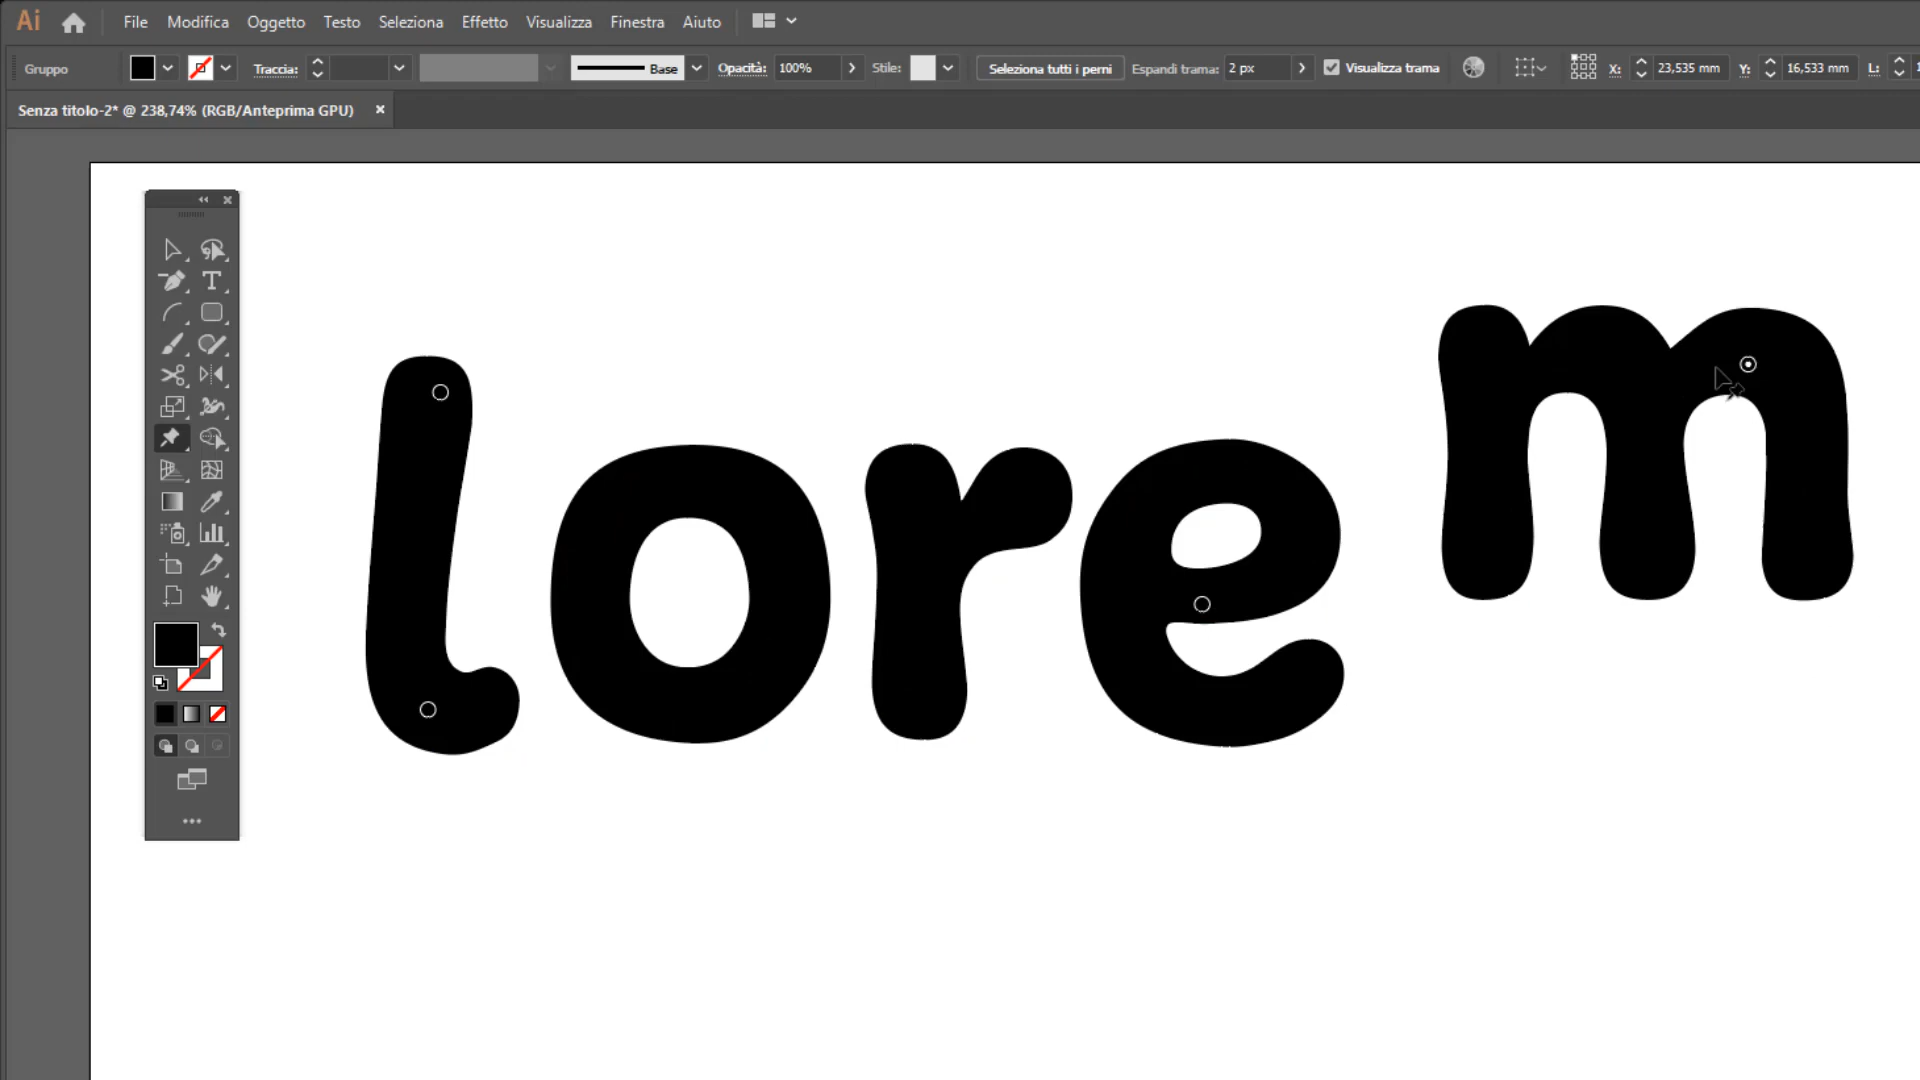 Ai File Modifica Oggetto Testo Seleziona Effetto Visualizza Finestra Aiuto
Gruppo Traccia: Base Opacità: 100% Stile: Seleziona tutti i perni Espandi trama: 2 px Visualizza trama X: 23,535 mm Y: 16,533 mm L:
Senza titolo-2* @ 238,74% (RGB/Anteprima GPU)
lorem